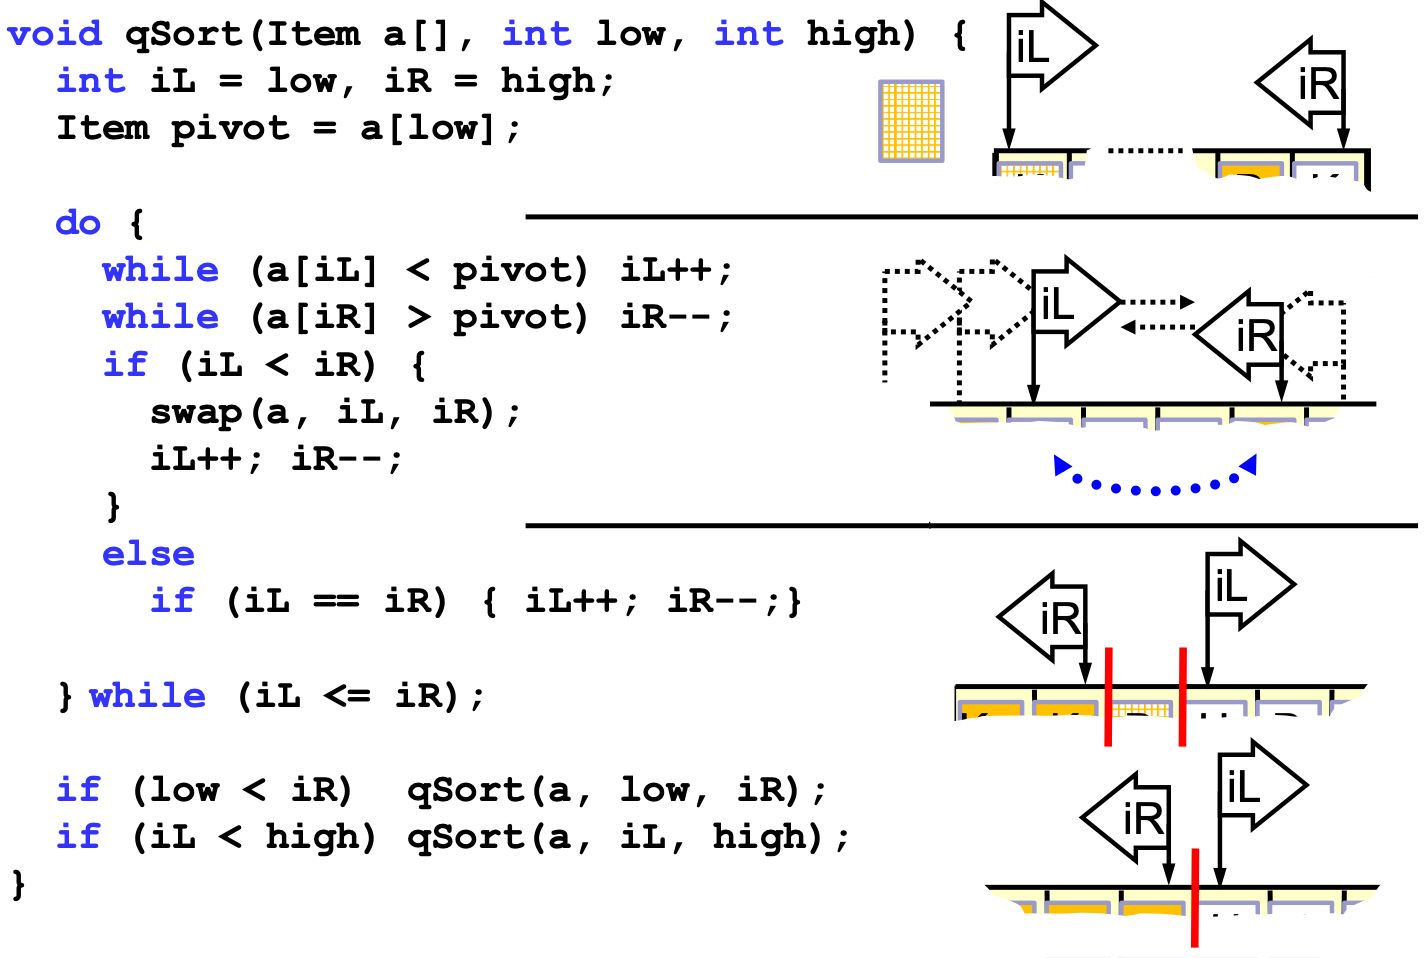 void qSort(Item a[], int low, int high) {
int iL = low, iR = high;
Item pivot = a[low];
do {
while (a[iL] < pivot) iL++;
while (a[iR] > pivot) iR--;
if (iL < iR) {
swap(a, iL, iR);
iL++; iR--;
}
else
if (iL == iR) { iL++; iR--;}
} while (iL <= iR);
if (low < iR) qSort(a, low, iR);
if (iL < high) qSort(a, iL, high);
}
iL
iR
iL
iR
iR
iL
iR
iL